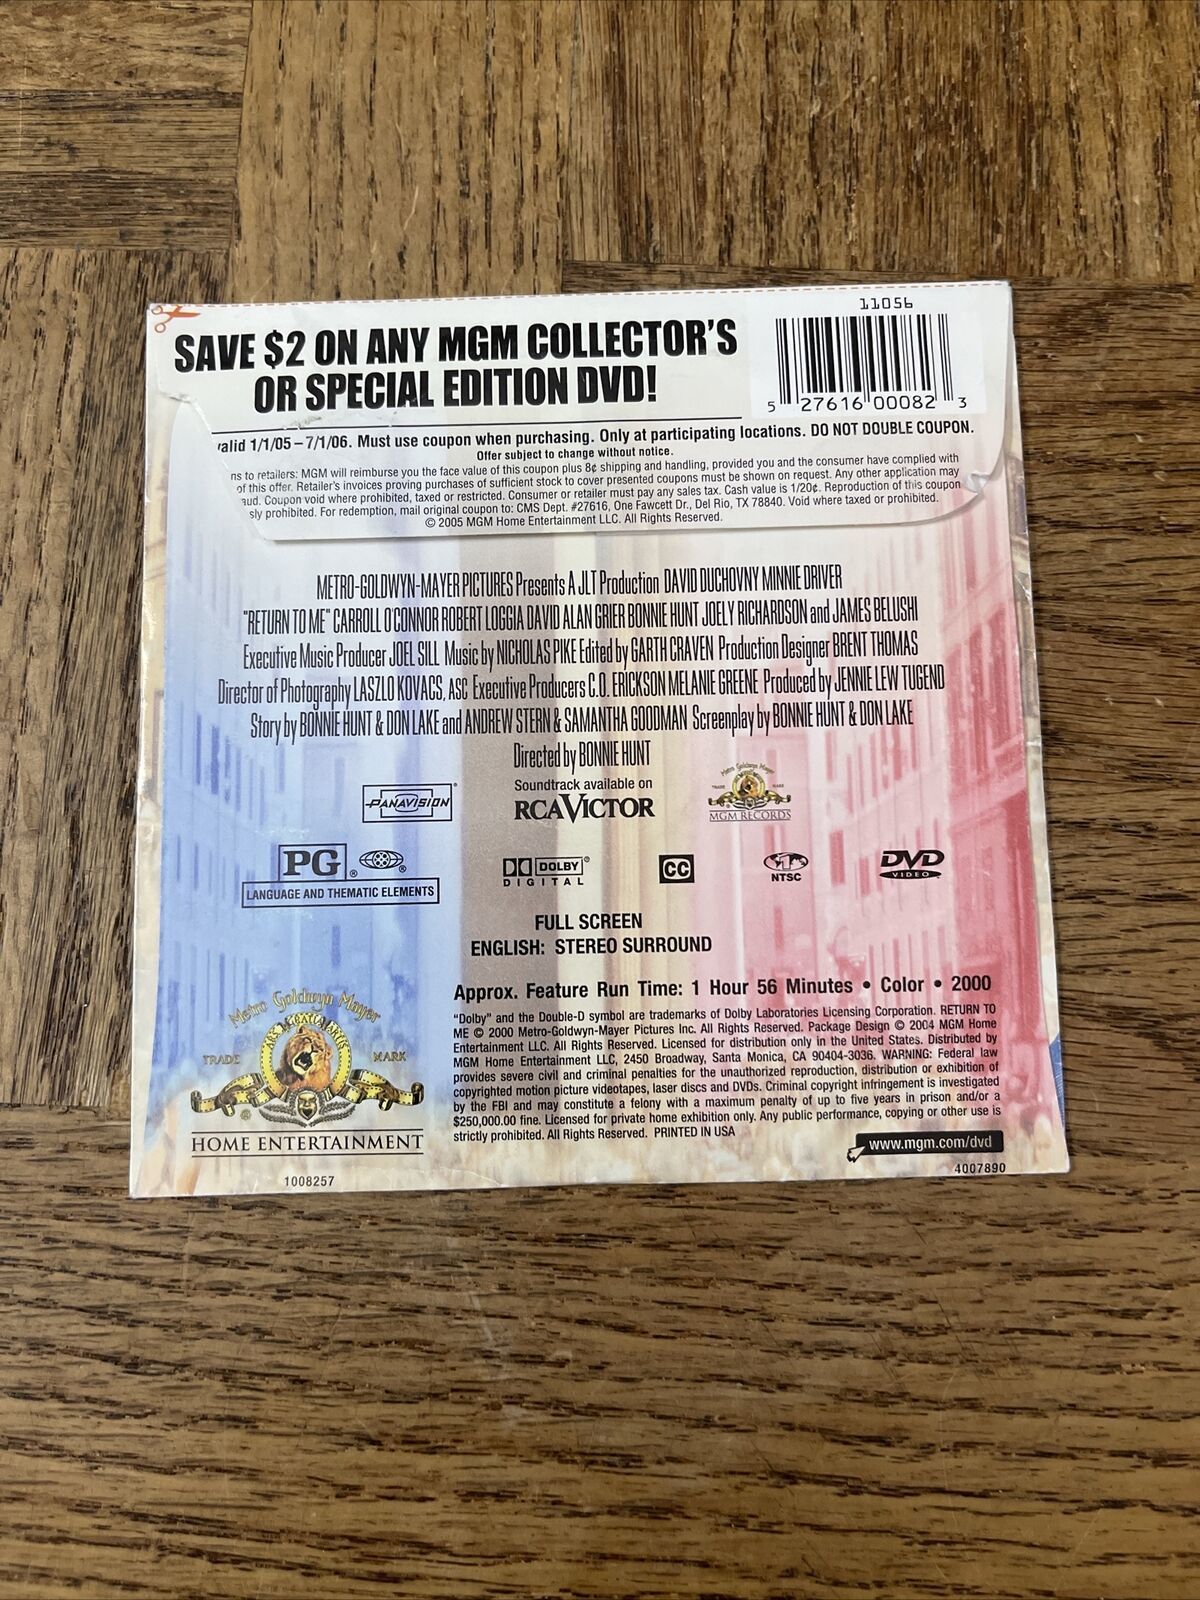 11056
SAVE $2 ON ANY MGM COLLECTOR'S
OR SPECIAL EDITION DVD!
5 27616 00082 3
alid 1/1/05 – 7/1/06. Must use coupon when purchasing. Only at participating locations. DO NOT DOUBLE COUPON.
Offer subject to change without notice.
ns to retailers: MGM will reimburse you the face value of this coupon plus 8¢ shipping and handling, provided you and the consumer have complied with
of this offer. Retailer's invoices proving purchases of sufficient stock to cover presented coupons must be shown on request. Any other application may
aud. Coupon void where prohibited, taxed or restricted. Consumer or retailer must pay any sales tax. Cash value is 1/20¢. Reproduction of this coupon
sly prohibited. For redemption, mail original coupon to: CMS Dept. #27616, One Fawcett Dr., Del Rio, TX 78840. Void where taxed or prohibited.
© 2005 MGM Home Entertainment LLC. All Rights Reserved.
METRO-GOLDWYN-MAYER PICTURES Presents A JLT Production DAVID DUCHOVNY MINNIE DRIVER
"RETURN TO ME" CARROLL O'CONNOR ROBERT LOGGIA DAVID ALAN GRIER BONNIE HUNT JOELY RICHARDSON and JAMES BELUSHI
Executive Music Producer JOEL SILL Music by NICHOLAS PIKE Edited by GARTH CRAVEN Production Designer BRENT THOMAS
Director of Photography LASZLO KOVACS, ASC Executive Producers C.O. ERICKSON MELANIE GREENE Produced by JENNIE LEW TUGEND
Story by BONNIE HUNT & DON LAKE and ANDREW STERN & SAMANTHA GOODMAN Screenplay by BONNIE HUNT & DON LAKE
Directed by BONNIE HUNT
PANAVISION®
Soundtrack available on
RCA VICTOR
Metro Goldwyn Mayer
TRADE MARK
MGM RECORDS
PG ® ®
LANGUAGE AND THEMATIC ELEMENTS
DOLBY®
DIGITAL
CC
NTSC
DVD
VIDEO
FULL SCREEN
ENGLISH: STEREO SURROUND
Approx. Feature Run Time: 1 Hour 56 Minutes • Color • 2000
"Dolby" and the Double-D symbol are trademarks of Dolby Laboratories Licensing Corporation. RETURN TO
ME © 2000 Metro-Goldwyn-Mayer Pictures Inc. All Rights Reserved. Package Design © 2004 MGM Home
Entertainment LLC. All Rights Reserved. Licensed for distribution only in the United States. Distributed by
MGM Home Entertainment LLC, 2450 Broadway, Santa Monica, CA 90404-3036. WARNING: Federal law
provides severe civil and criminal penalties for the unauthorized reproduction, distribution or exhibition of
copyrighted motion picture videotapes, laser discs and DVDs. Criminal copyright infringement is investigated
by the FBI and may constitute a felony with a maximum penalty of up to five years in prison and/or a
$250,000.00 fine. Licensed for private home exhibition only. Any public performance, copying or other use is
strictly prohibited. All Rights Reserved. PRINTED IN USA
Metro Goldwyn Mayer
ARS GRATIA ARTIS
TRADE MARK
®
HOME ENTERTAINMENT
www.mgm.com/dvd
1008257
4007890